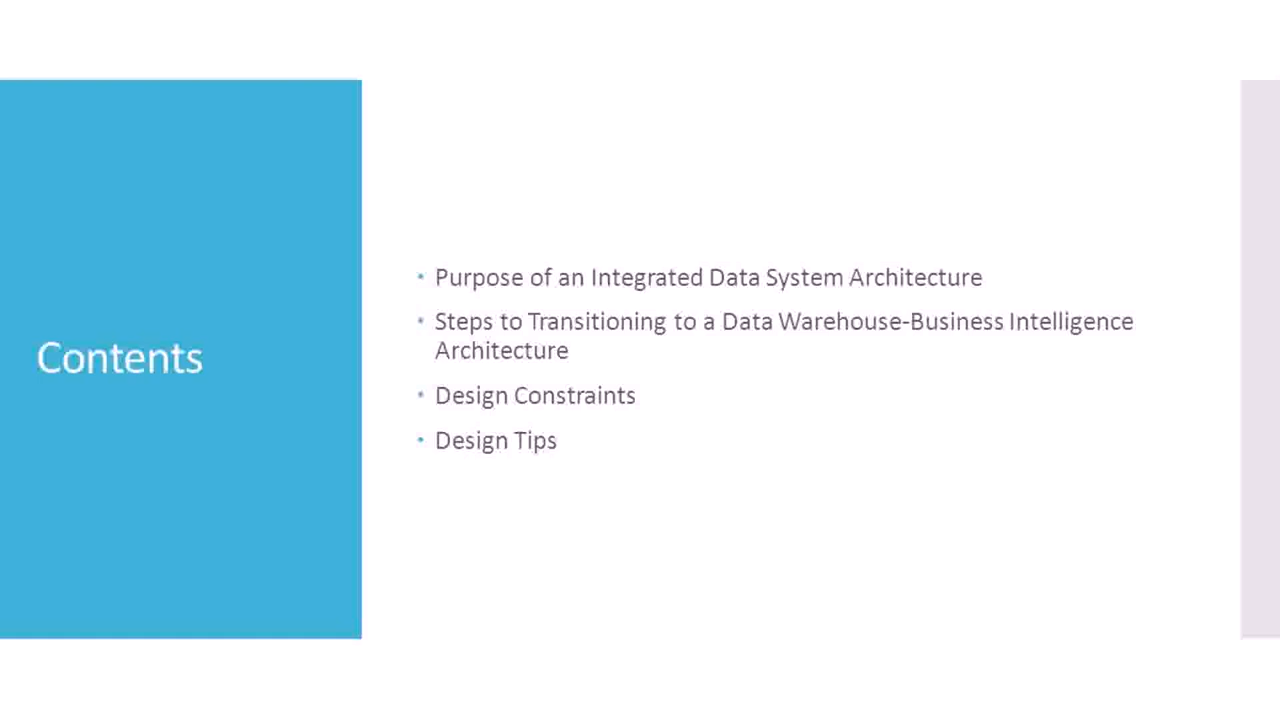 Contents
• Purpose of an Integrated Data System Architecture
• Steps to Transitioning to a Data Warehouse-Business Intelligence
Architecture
• Design Constraints
• Design Tips